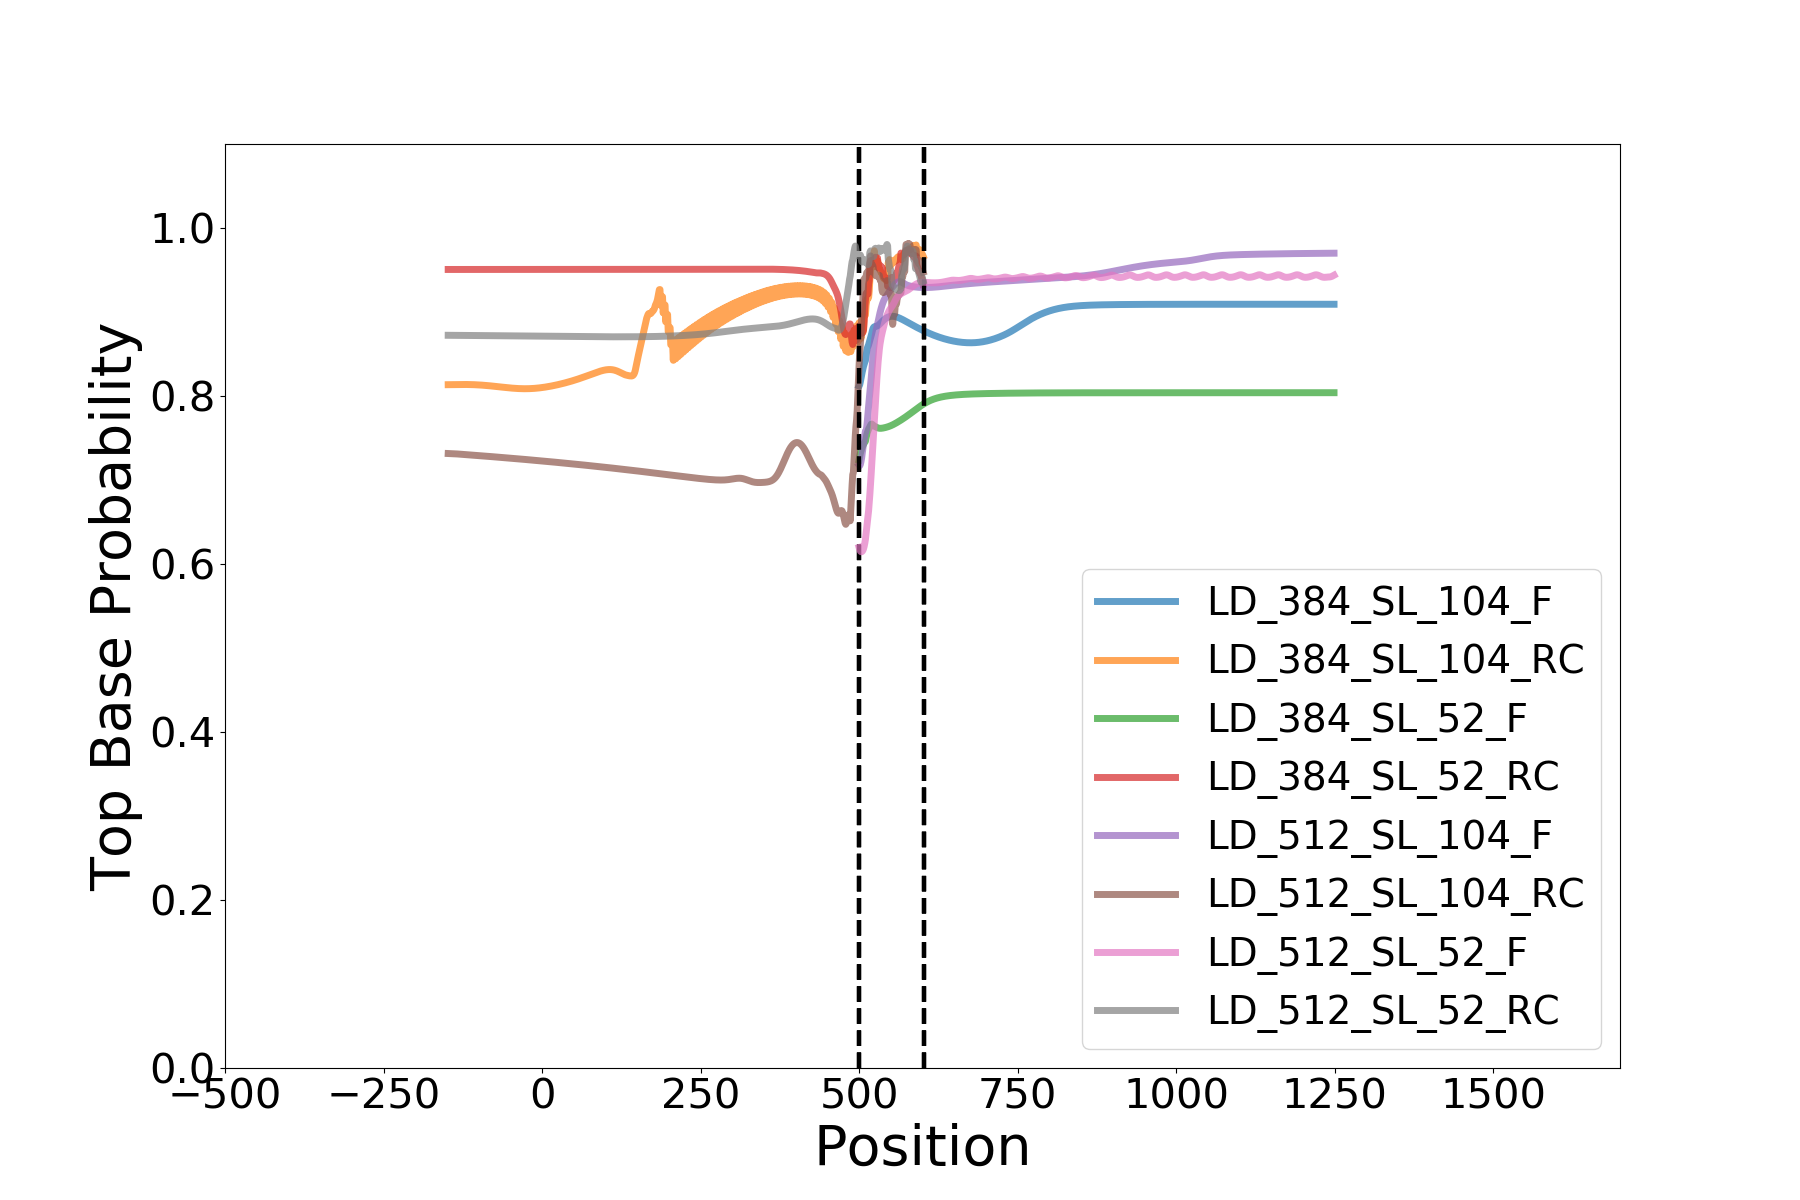 Top Base Probability
1.0
0.8
0.6
0.4
0.2
0.0
−500 −250 0 250 500 750 1000 1250 1500
Position
LD_384_SL_104_F
LD_384_SL_104_RC
LD_384_SL_52_F
LD_384_SL_52_RC
LD_512_SL_104_F
LD_512_SL_104_RC
LD_512_SL_52_F
LD_512_SL_52_RC